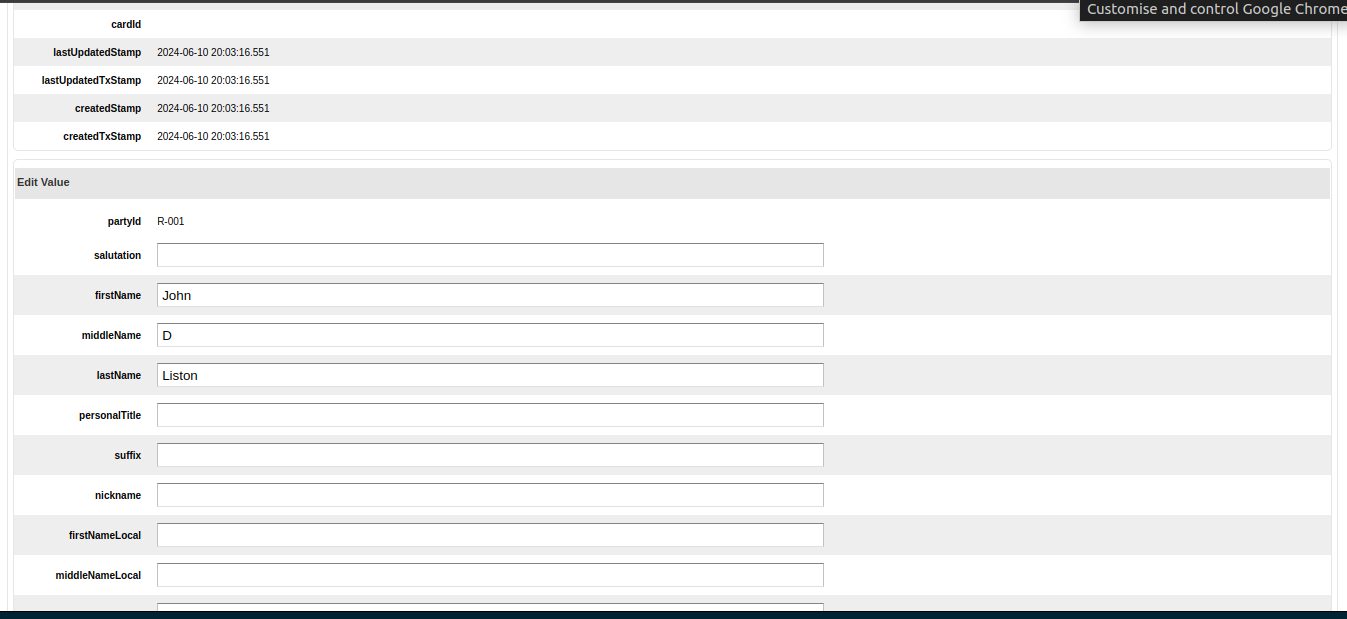 Customise and control Google Chrome
cardId
lastUpdatedStamp 2024-06-10 20:03:16.551
lastUpdatedTxStamp 2024-06-10 20:03:16.551
createdStamp 2024-06-10 20:03:16.551
createdTxStamp 2024-06-10 20:03:16.551
Edit Value
partyId R-001
salutation
firstName John
middleName D
lastName Liston
personalTitle
suffix
nickname
firstNameLocal
middleNameLocal